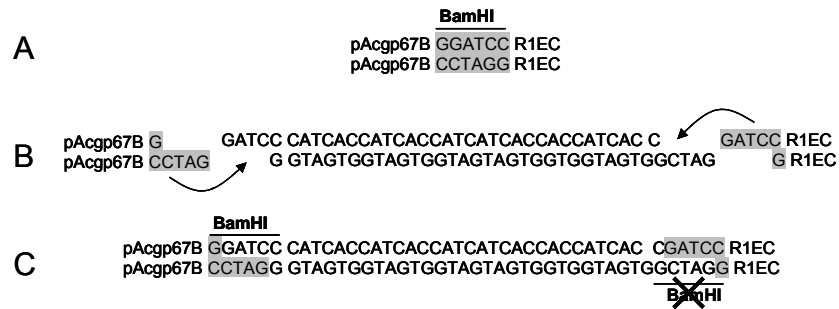 BamHI
A
pAcgp67B GGATCC R1EC
pAcgp67B CCTAGG R1EC
B
pAcgp67B G GATCC CATCACCATCACCATCATCACCACCATCAC C GATCC R1EC
pAcgp67B CCTAG G GTAGTGGTAGTGGTAGTAGTGGTGGTAGTGGCTAG G R1EC
BamHI
C
pAcgp67B GGATCC CATCACCATCACCATCATCACCACCATCAC CGATCC R1EC
pAcgp67B CCTAGG GTAGTGGTAGTGGTAGTAGTGGTGGTAGTGGCTAGG R1EC
BamHI